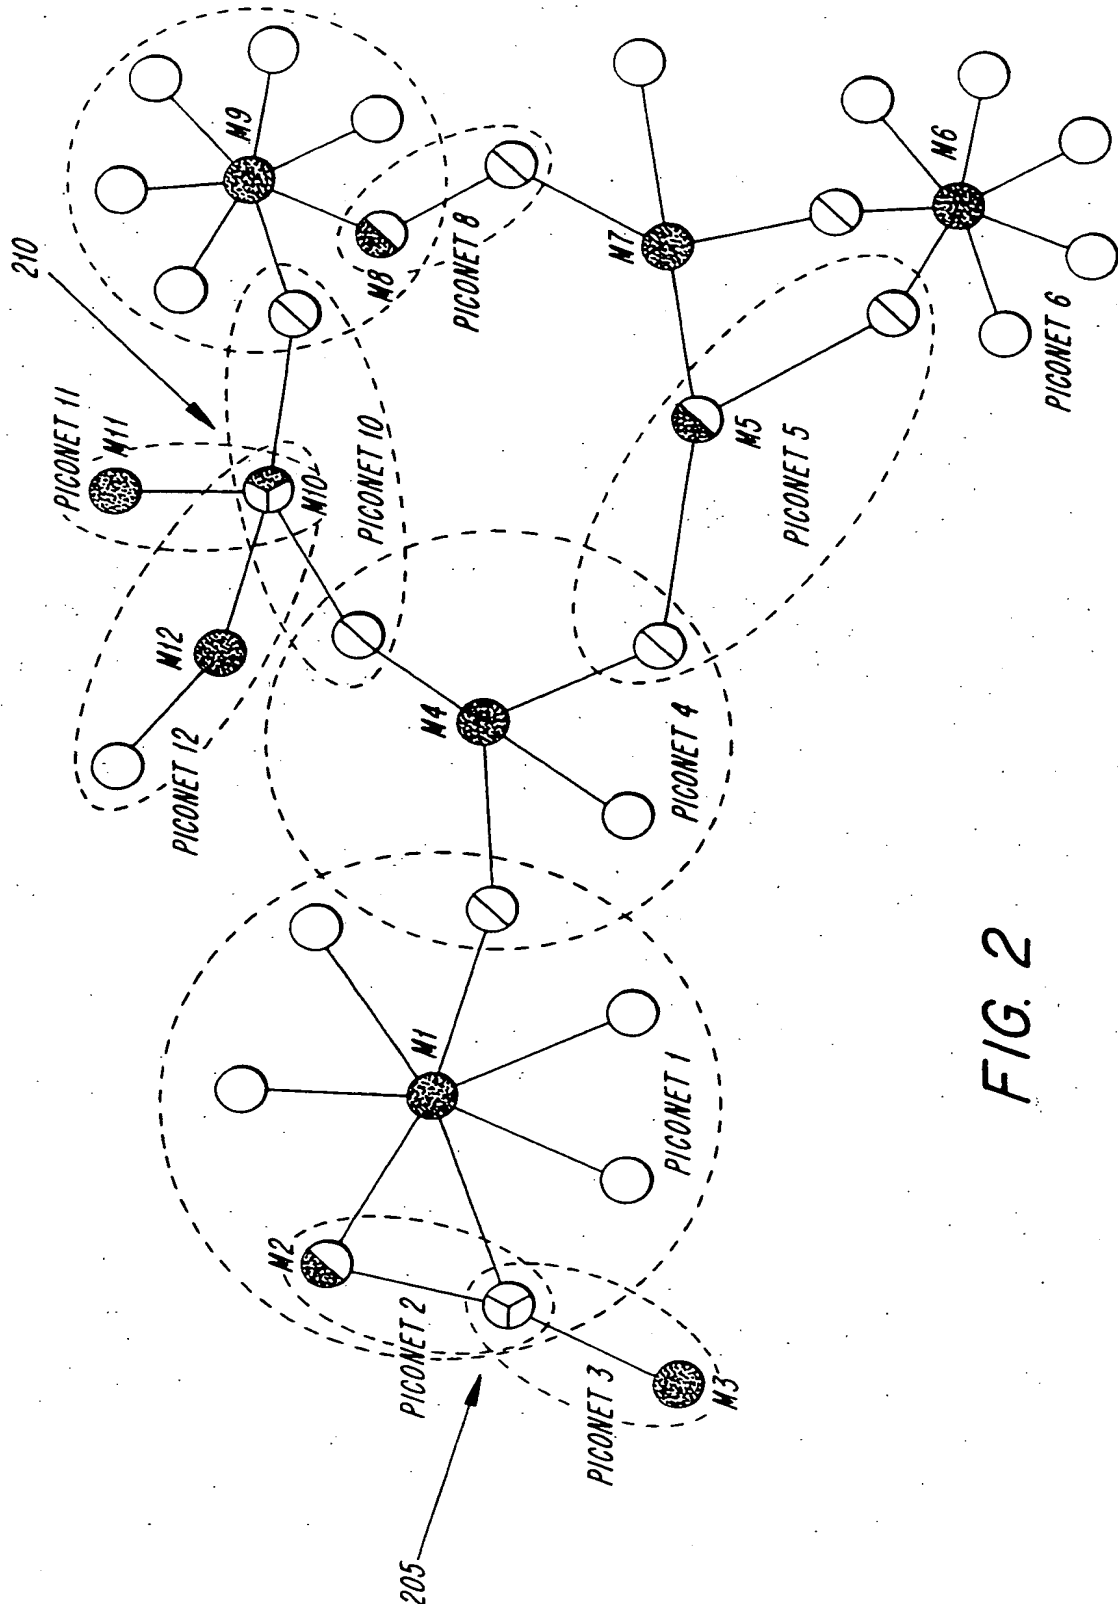 205
PICONET 2
M2
PICONET 3
M3
M1
PICONET 1
PICONET 12
M12
M4
PICONET 4
210
PICONET 11
M11
M10
PICONET 10
M5
PICONET 5
M9
M8
PICONET 8
M7
M6
PICONET 6
FIG. 2